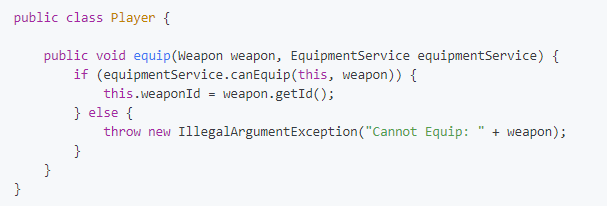 public class Player {
    public void equip(Weapon weapon, EquipmentService equipmentService) {
        if (equipmentService.canEquip(this, weapon)) {
            this.weaponId = weapon.getId();
        } else {
            throw new IllegalArgumentException("Cannot Equip: " + weapon);
        }
    }
}